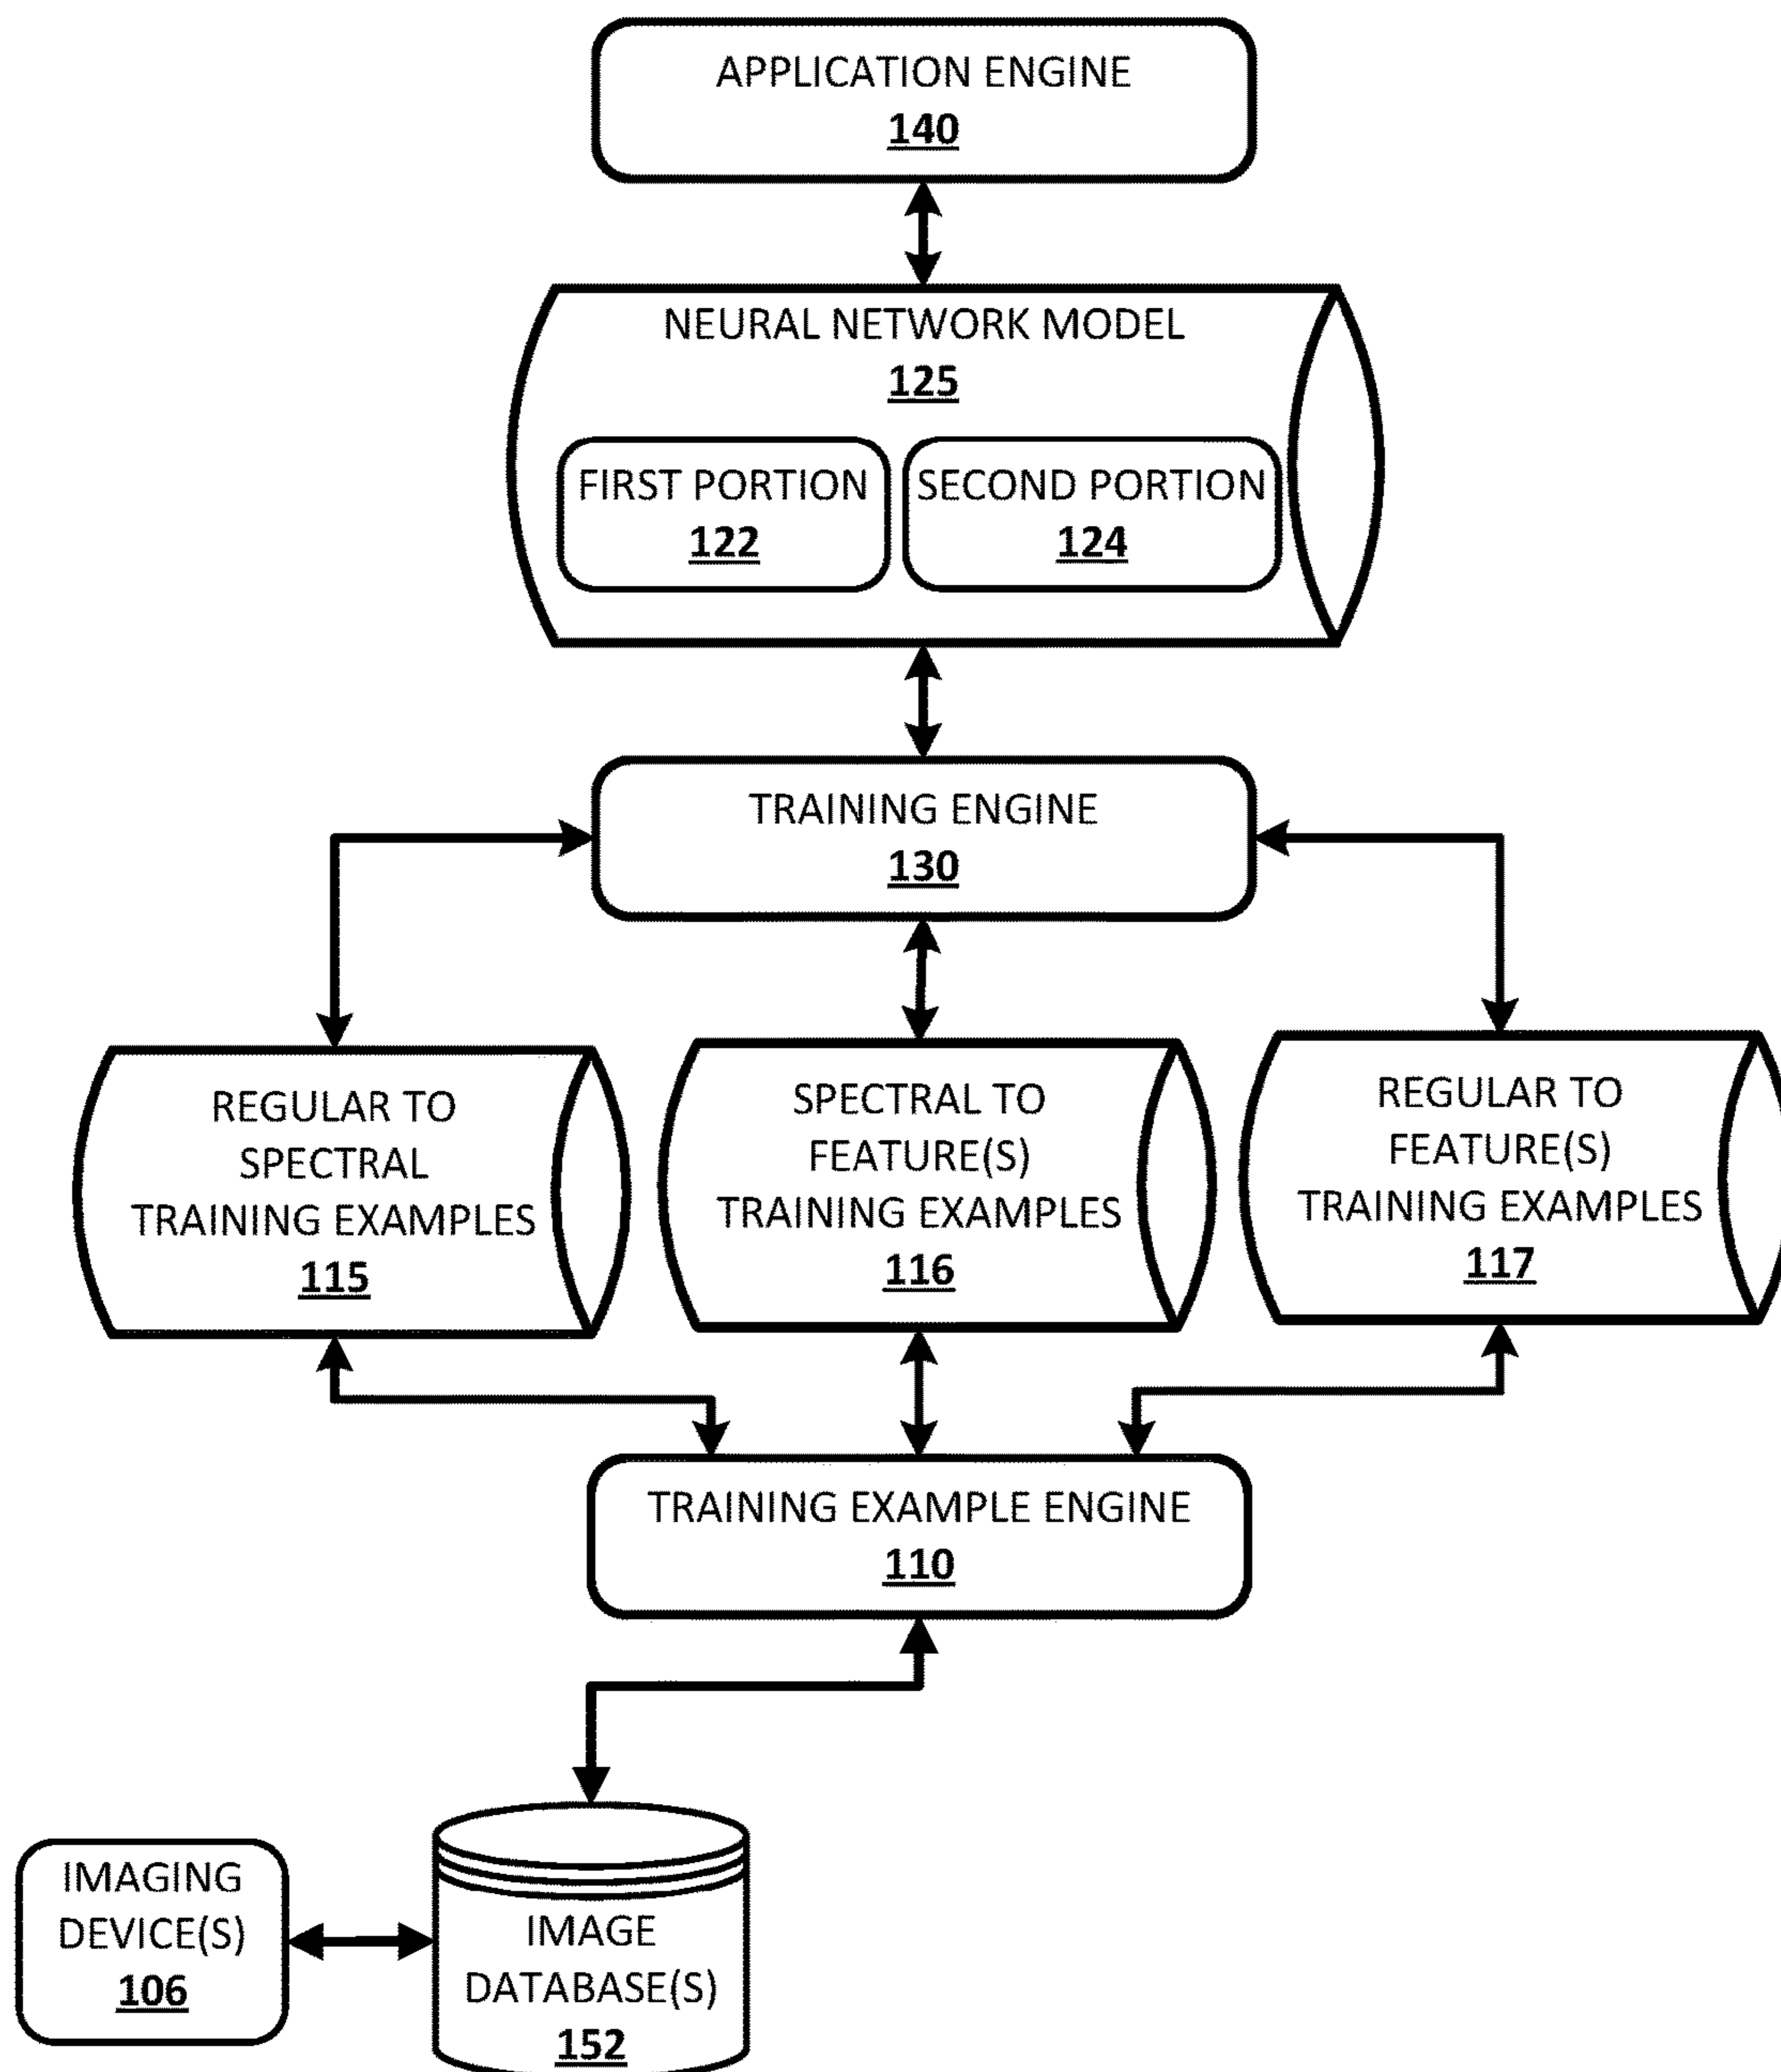 APPLICATION ENGINE
140
NEURAL NETWORK MODEL
125
FIRST PORTION
122
SECOND PORTION
124
TRAINING ENGINE
130
REGULAR TO
SPECTRAL
TRAINING EXAMPLES
115
SPECTRAL TO
FEATURE(S)
TRAINING EXAMPLES
116
REGULAR TO
FEATURE(S)
TRAINING EXAMPLES
117
TRAINING EXAMPLE ENGINE
110
IMAGING
DEVICE(S)
106
IMAGE
DATABASE(S)
152